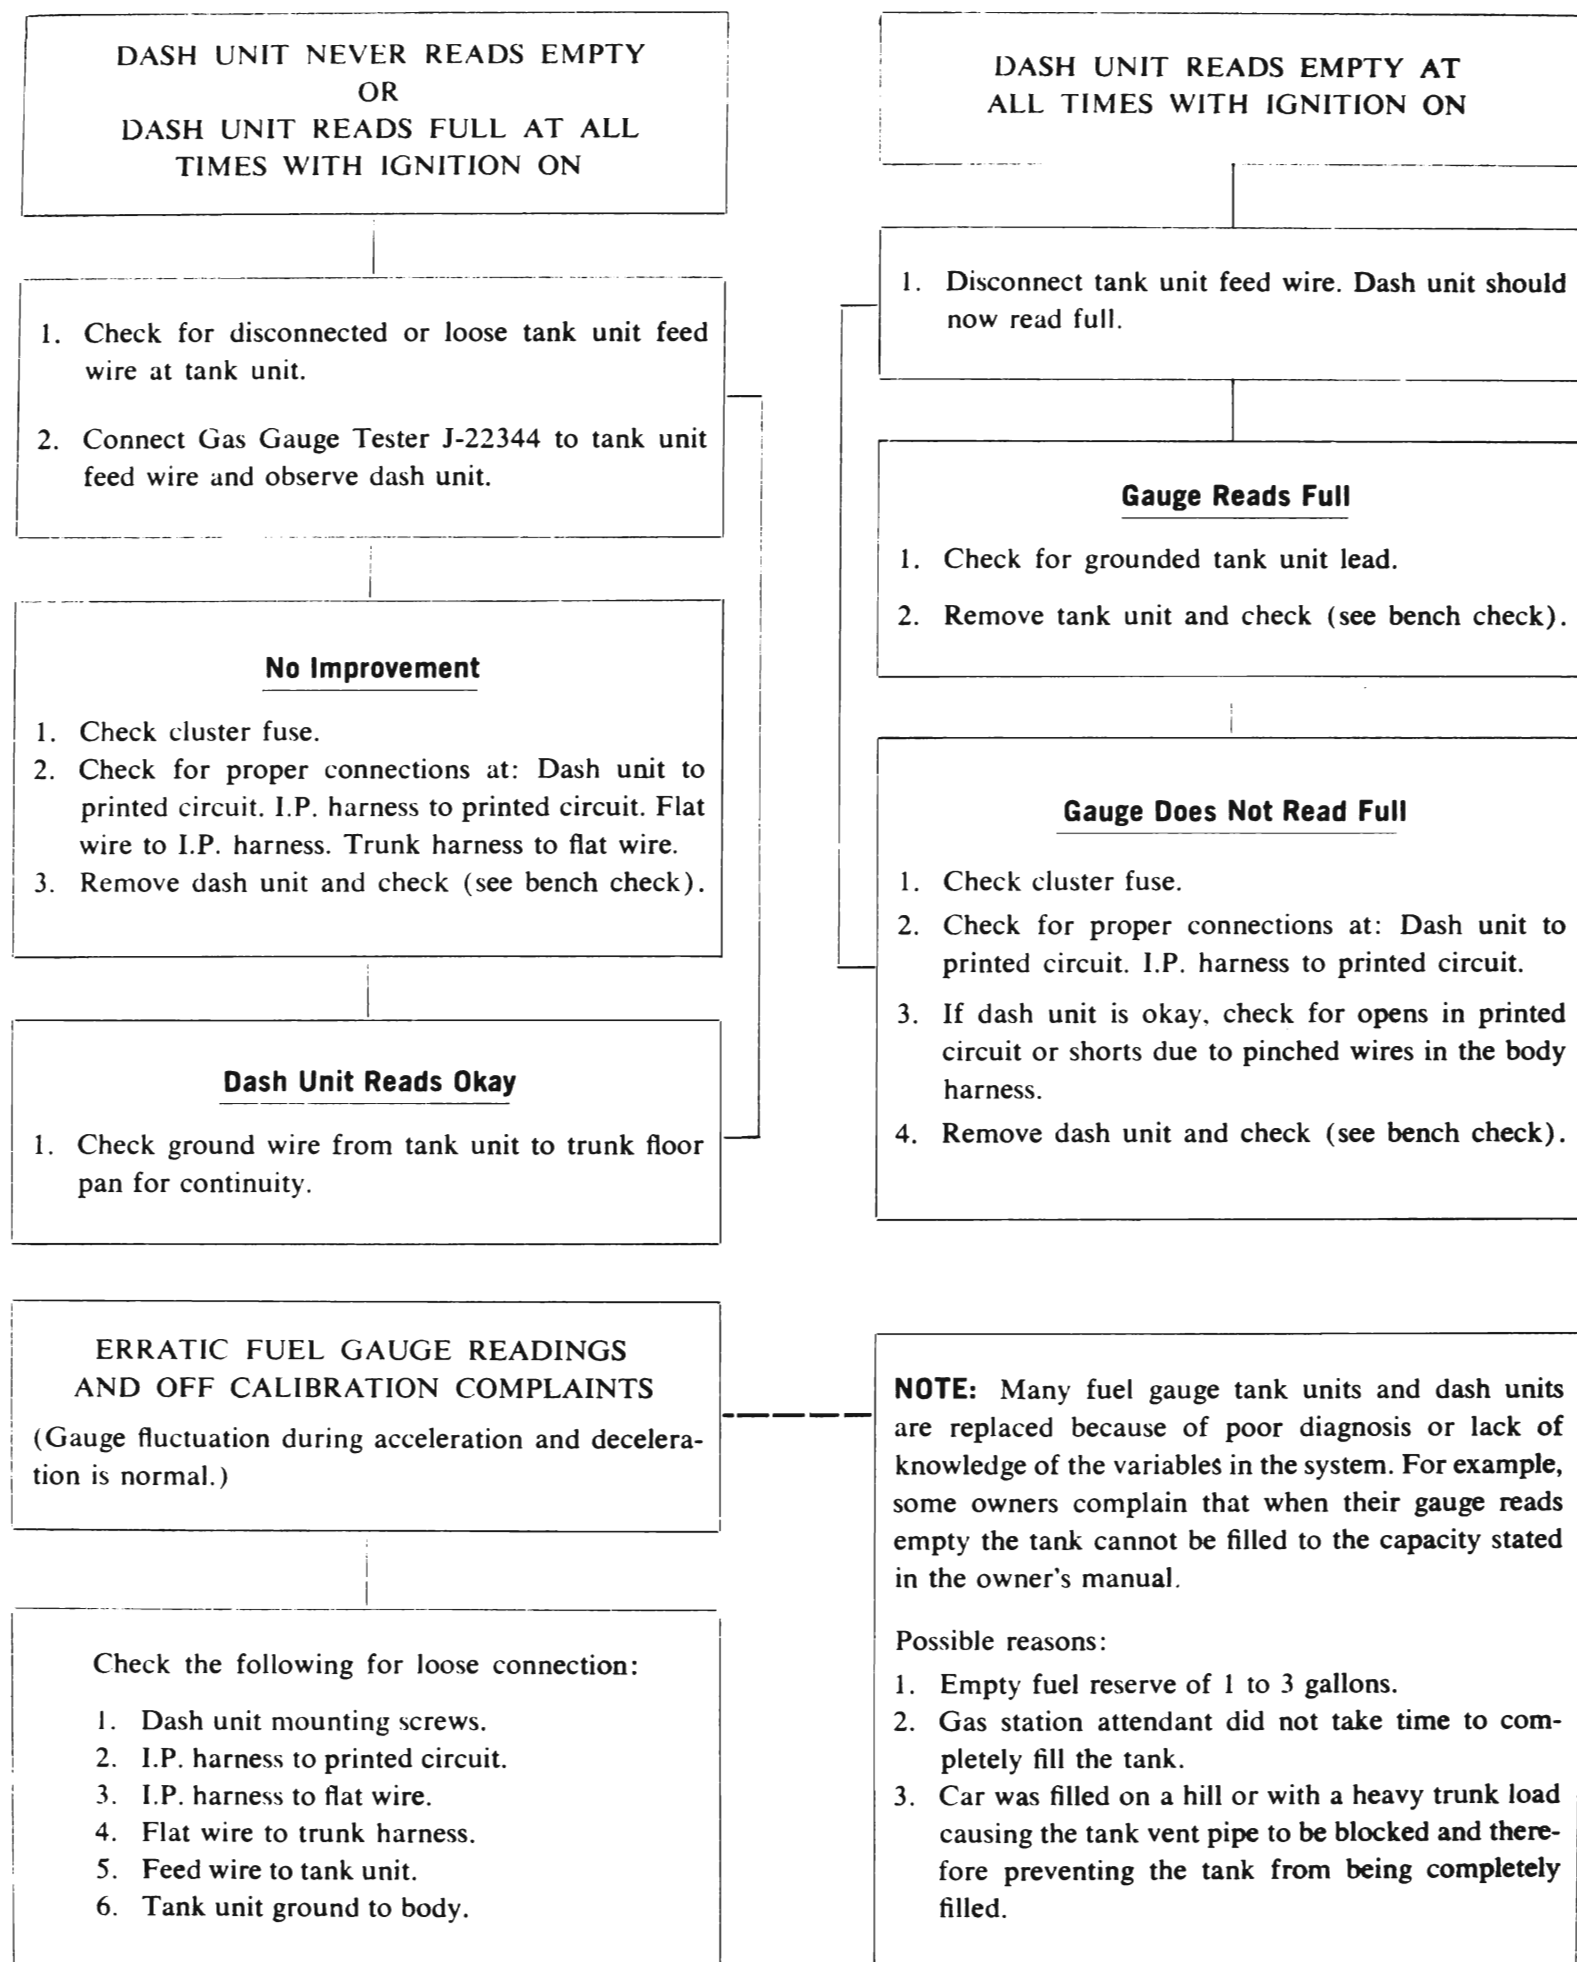 DASH UNIT NEVER READS EMPTY
OR
DASH UNIT READS FULL AT ALL
TIMES WITH IGNITION ON
1. Check for disconnected or loose tank unit feed
wire at tank unit.
2. Connect Gas Gauge Tester J-22344 to tank unit
feed wire and observe dash unit.
No Improvement
1. Check cluster fuse.
2. Check for proper connections at: Dash unit to
printed circuit. I.P. harness to printed circuit. Flat
wire to I.P. harness. Trunk harness to flat wire.
3. Remove dash unit and check (see bench check).
Dash Unit Reads Okay
1. Check ground wire from tank unit to trunk floor
pan for continuity.
DASH UNIT READS EMPTY AT
ALL TIMES WITH IGNITION ON
1. Disconnect tank unit feed wire. Dash unit should
now read full.
Gauge Reads Full
1. Check for grounded tank unit lead.
2. Remove tank unit and check (see bench check).
Gauge Does Not Read Full
1. Check cluster fuse.
2. Check for proper connections at: Dash unit to
printed circuit. I.P. harness to printed circuit.
3. If dash unit is okay, check for opens in printed
circuit or shorts due to pinched wires in the body
harness.
4. Remove dash unit and check (see bench check).
ERRATIC FUEL GAUGE READINGS
AND OFF CALIBRATION COMPLAINTS
(Gauge fluctuation during acceleration and decelera-
tion is normal.)
Check the following for loose connection:
1. Dash unit mounting screws.
2. I.P. harness to printed circuit.
3. I.P. harness to flat wire.
4. Flat wire to trunk harness.
5. Feed wire to tank unit.
6. Tank unit ground to body.
NOTE: Many fuel gauge tank units and dash units
are replaced because of poor diagnosis or lack of
knowledge of the variables in the system. For example,
some owners complain that when their gauge reads
empty the tank cannot be filled to the capacity stated
in the owner's manual.
Possible reasons:
1. Empty fuel reserve of 1 to 3 gallons.
2. Gas station attendant did not take time to com-
pletely fill the tank.
3. Car was filled on a hill or with a heavy trunk load
causing the tank vent pipe to be blocked and there-
fore preventing the tank from being completely
filled.